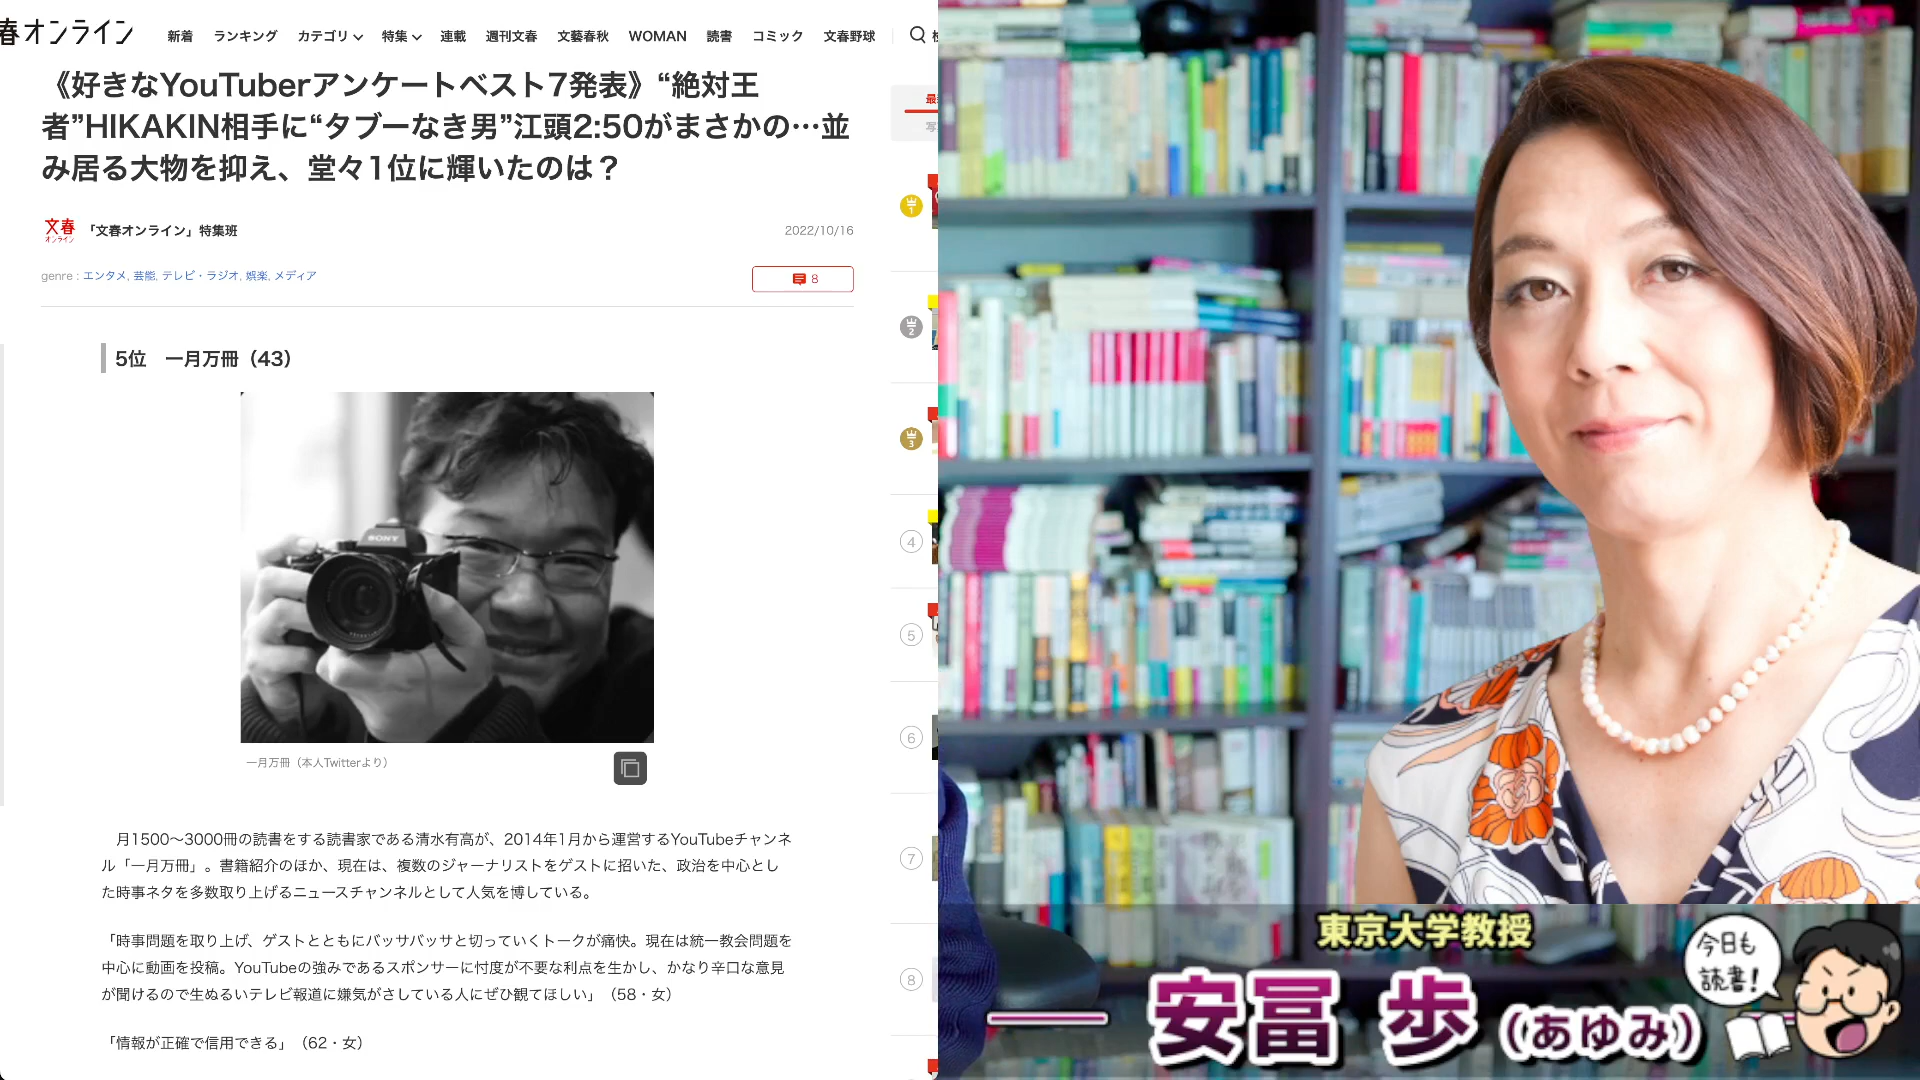 春オンライン
新着 ランキング カテゴリ 特集 連載 週刊文春 文藝春秋 WOMAN 読書 コミック 文春野球
《好きなYouTuberアンケートベスト7発表》“絶対王
者”HIKAKIN相手に“タブーなき男”江頭2:50がまさかの…並
み居る大物を抑え、堂々1位に輝いたのは？
文春
オンライン
「文春オンライン」特集班
2022/10/16
genre : エンタメ, 芸能, テレビ・ラジオ, 娯楽, メディア
8
5位　一月万冊（43）
SONY
一月万冊（本人Twitterより）
月1500〜3000冊の読書をする読書家である清水有高が、2014年1月から運営するYouTubeチャンネ
ル「一月万冊」。書籍紹介のほか、現在は、複数のジャーナリストをゲストに招いた、政治を中心とし
た時事ネタを多数取り上げるニュースチャンネルとして人気を博している。
「時事問題を取り上げ、ゲストとともにバッサバッサと切っていくトークが痛快。現在は統一教会問題を
中心に動画を投稿。YouTubeの強みであるスポンサーに忖度が不要な利点を生かし、かなり辛口な意見
が聞けるので生ぬるいテレビ報道に嫌気がさしている人にぜひ観てほしい」（58・女）
「情報が正確で信用できる」（62・女）
最
写
1
2
3
4
5
6
7
8
東京大学教授
安冨 歩（あゆみ）
今日も
読書!